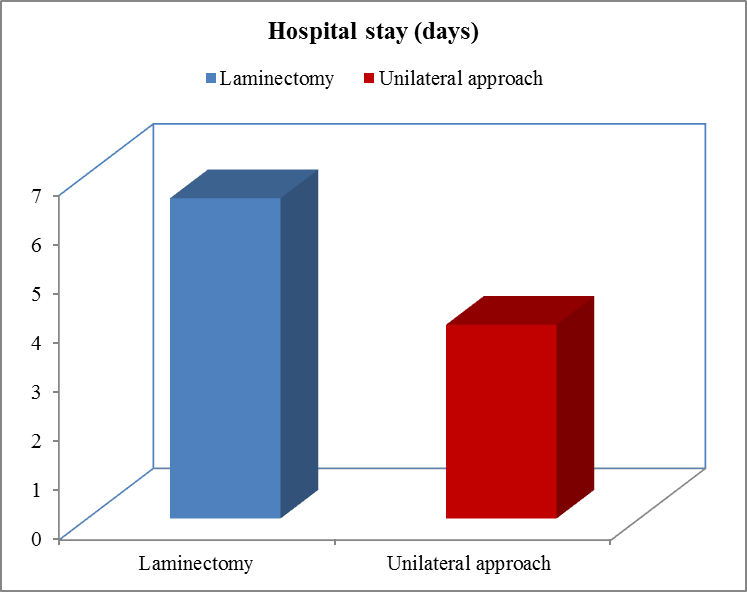 Hospital stay (days)
Laminectomy Unilateral approach
7
6
5
4
3
2
1
0
Laminectomy Unilateral approach